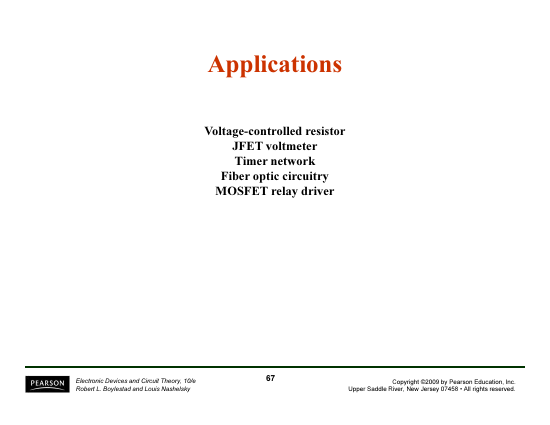 Applications
Voltage-controlled resistor
JFET voltmeter
Timer network
Fiber optic circuitry
MOSFET relay driver
PEARSON
Electronic Devices and Circuit Theory, 10/e
Robert L. Boylestad and Louis Nashelsky
67
Copyright ©2009 by Pearson Education, Inc.
Upper Saddle River, New Jersey 07458 • All rights reserved.